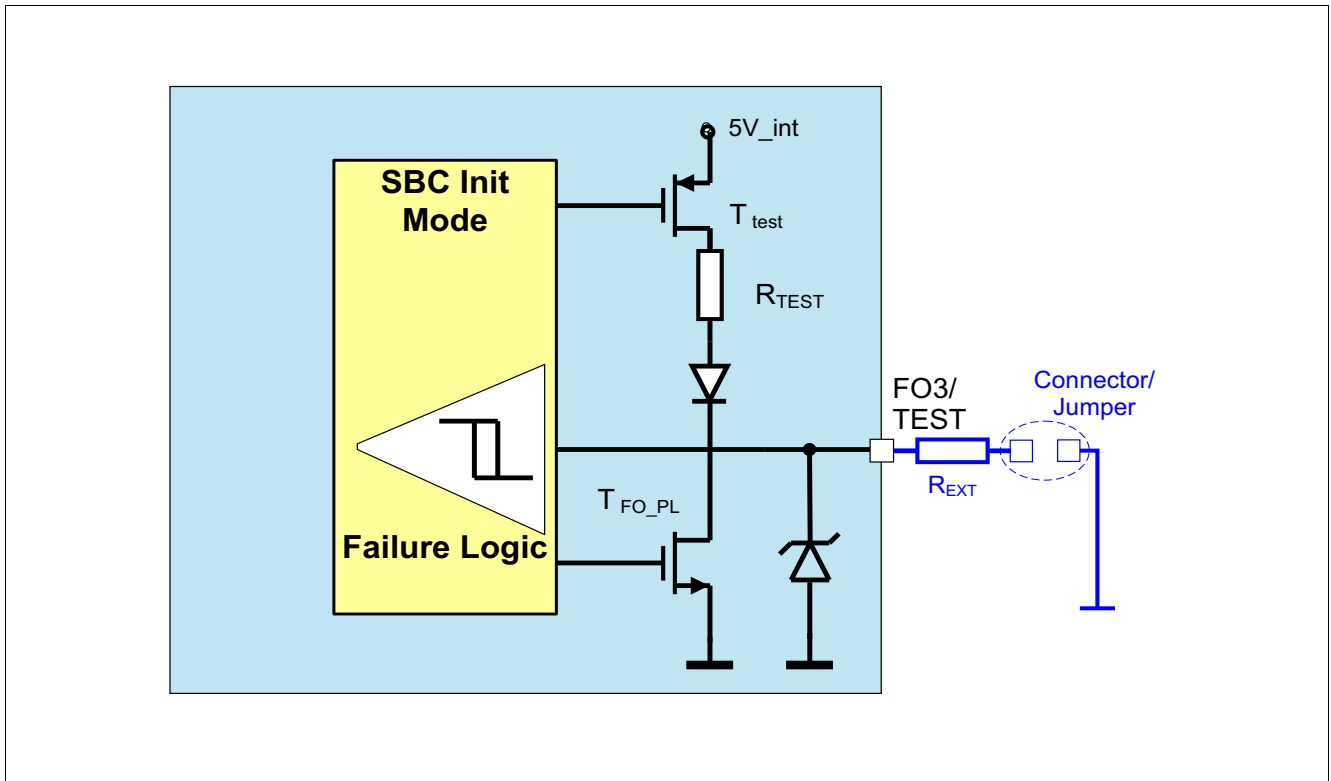 5V_int
SBC Init
Mode
T test
RTEST
FO3/
TEST
Connector/
Jumper
REXT
T FO_PL
Failure Logic